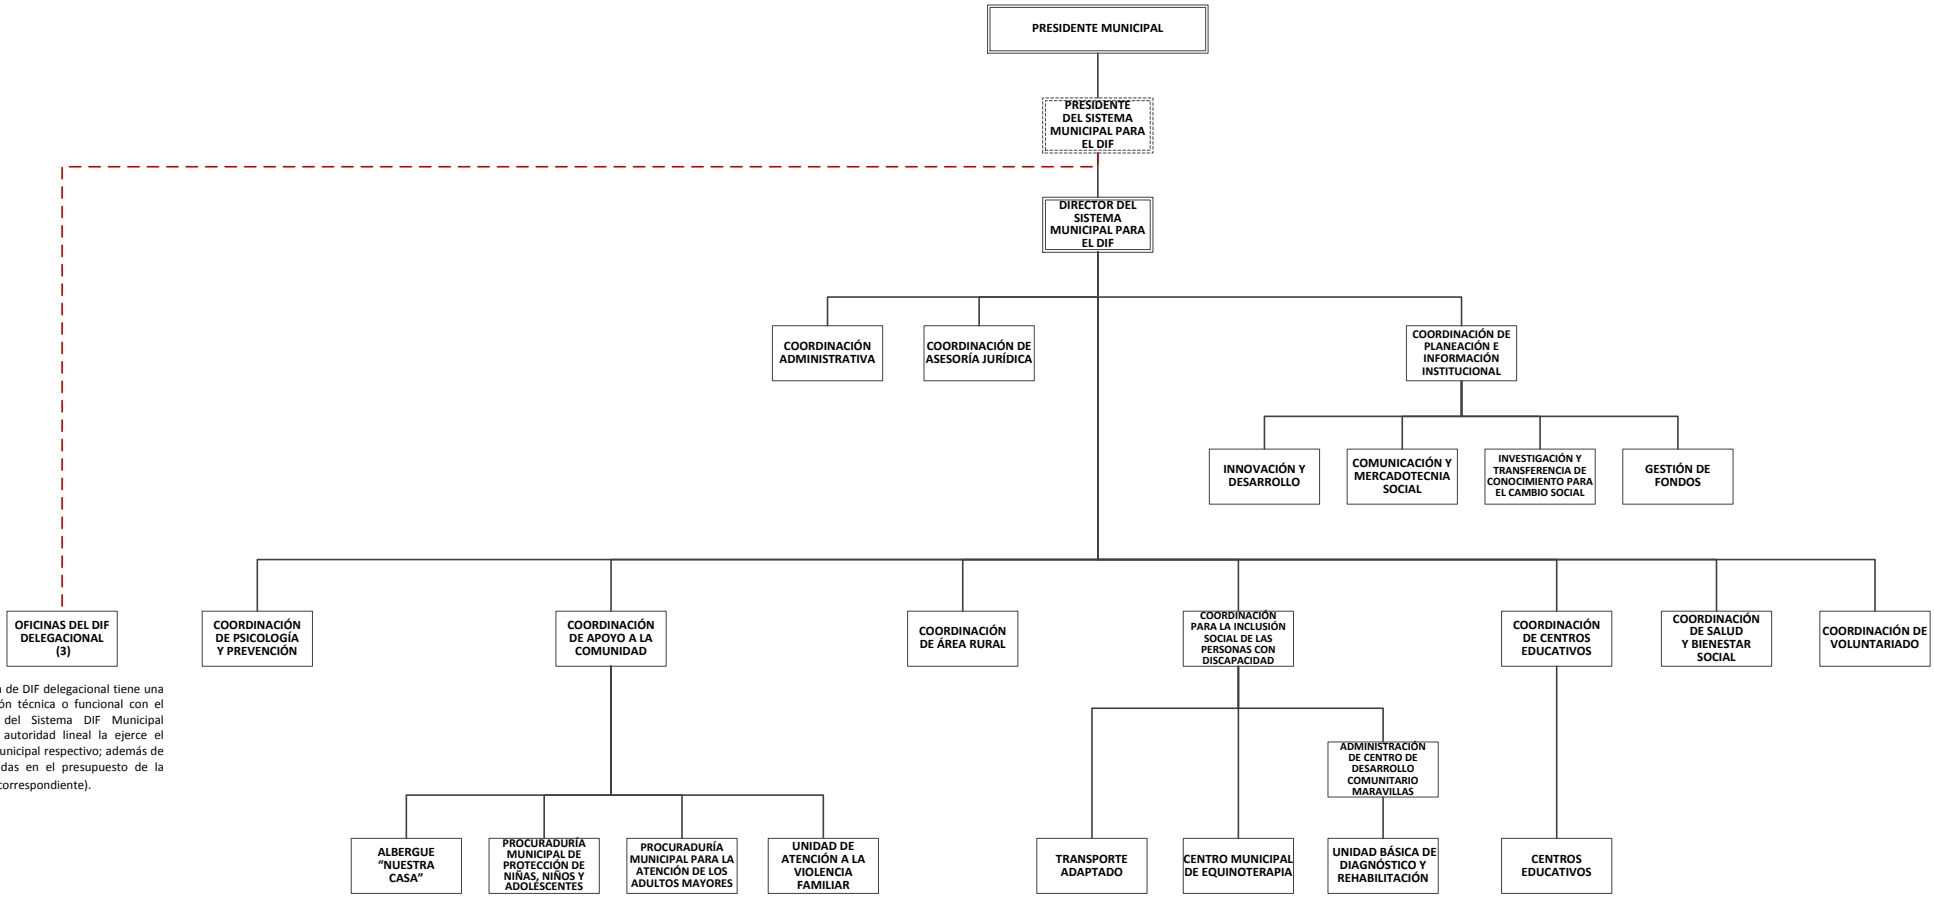 PRESIDENTE MUNICIPAL
PRESIDENTE
DEL SISTEMA
MUNICIPAL PARA
EL DIF
DIRECTOR DEL
SISTEMA
MUNICIPAL PARA
EL DIF
COORDINACIÓN
ADMINISTRATIVA
COORDINACIÓN DE
ASESORÍA JURÍDICA
COORDINACIÓN DE
PLANEACIÓN E
INFORMACIÓN
INSTITUCIONAL
INNOVACIÓN Y
DESARROLLO
COMUNICACIÓN Y
MERCADOTECNIA
SOCIAL
INVESTIGACIÓN Y
TRANSFERENCIA DE
CONOCIMIENTO PARA
EL CAMBIO SOCIAL
GESTIÓN DE
FONDOS
OFICINAS DEL DIF
DELEGACIONAL
(3)
COORDINACIÓN
DE PSICOLOGÍA
Y PREVENCIÓN
COORDINACIÓN
DE APOYO A LA
COMUNIDAD
COORDINACIÓN
DE ÁREA RURAL
COORDINACIÓN
PARA LA INCLUSIÓN
SOCIAL DE LAS
PERSONAS CON
DISCAPACIDAD
COORDINACIÓN
DE CENTROS
EDUCATIVOS
COORDINACIÓN
DE SALUD
Y BIENESTAR
SOCIAL
COORDINACIÓN DE
VOLUNTARIADO
de DIF delegacional tiene una
técnica o funcional con el
del Sistema DIF Municipal
autoridad lineal la ejerce el
respectivo; además de
en el presupuesto de la
correspondiente).
ADMINISTRACIÓN
DE CENTRO DE
DESARROLLO
COMUNITARIO
MARAVILLAS
ALBERGUE
“NUESTRA
CASA”
PROCURADURÍA
MUNICIPAL DE
PROTECCIÓN DE
NIÑAS, NIÑOS Y
ADOLESCENTES
PROCURADURÍA
MUNICIPAL PARA LA
ATENCIÓN DE LOS
ADULTOS MAYORES
UNIDAD DE
ATENCIÓN A LA
VIOLENCIA
FAMILIAR
TRANSPORTE
ADAPTADO
CENTRO MUNICIPAL
DE EQUINOTERAPIA
UNIDAD BÁSICA DE
DIAGNÓSTICO Y
REHABILITACIÓN
CENTROS
EDUCATIVOS